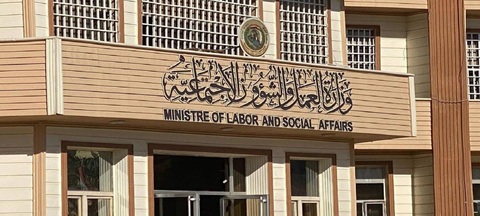 وزارة العمل والشؤون الاجتماعية
MINISTRY OF LABOR AND SOCIAL AFFAIRS